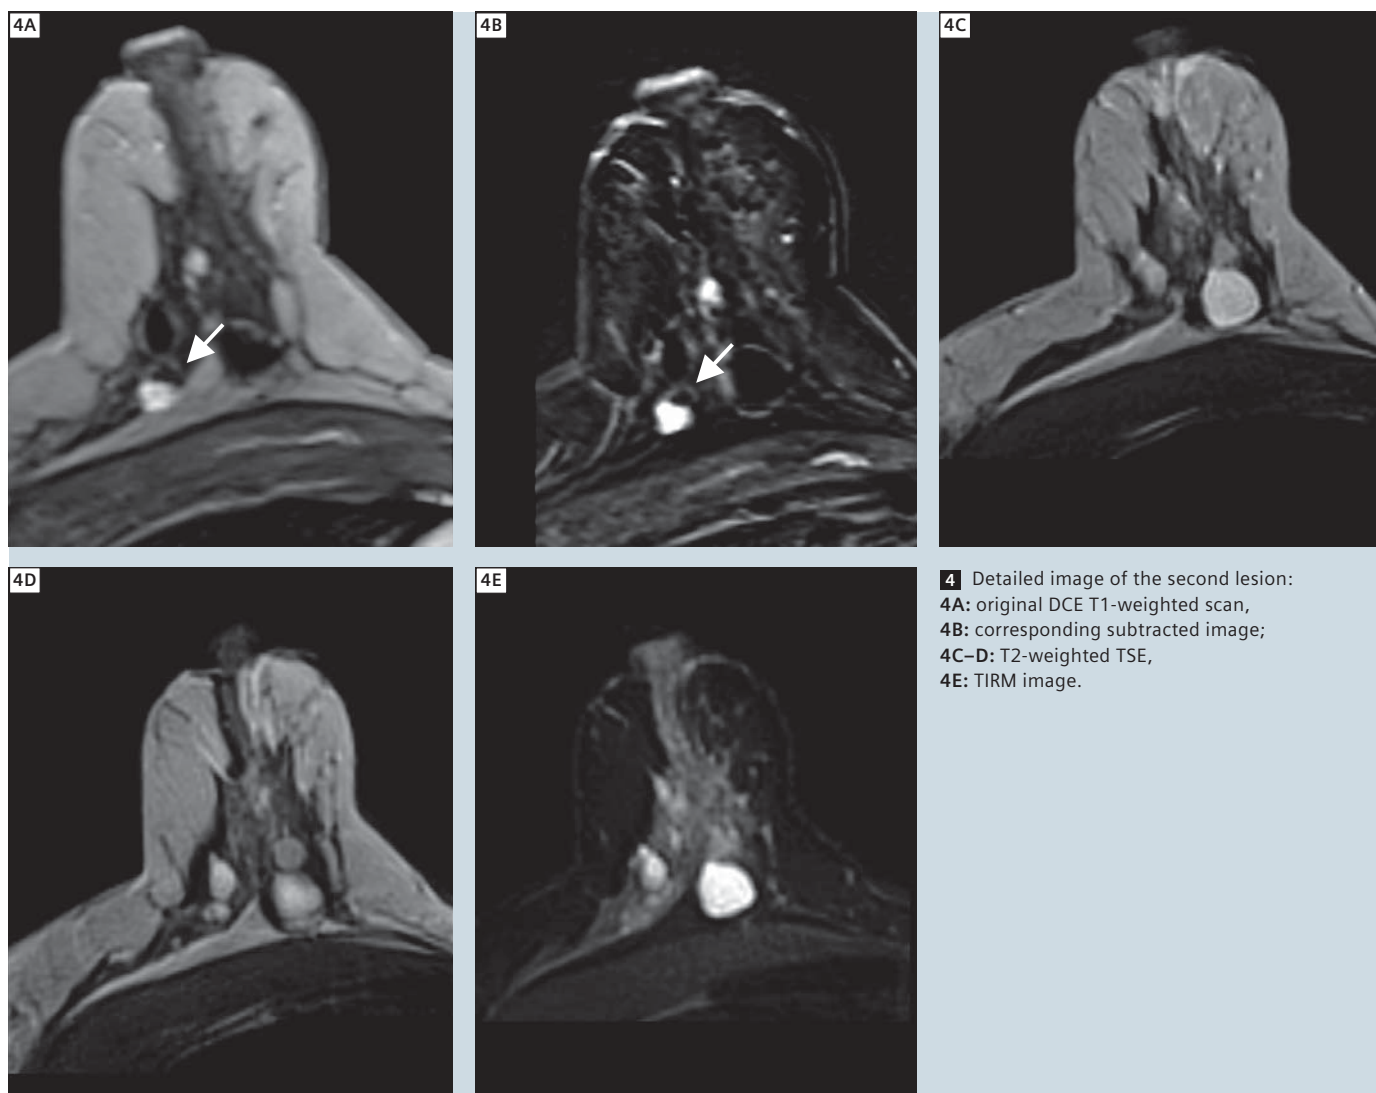 4A
4B
4C
4D
4E
4 Detailed image of the second lesion:
4A: original DCE T1-weighted scan,
4B: corresponding subtracted image;
4C–D: T2-weighted TSE,
4E: TIRM image.